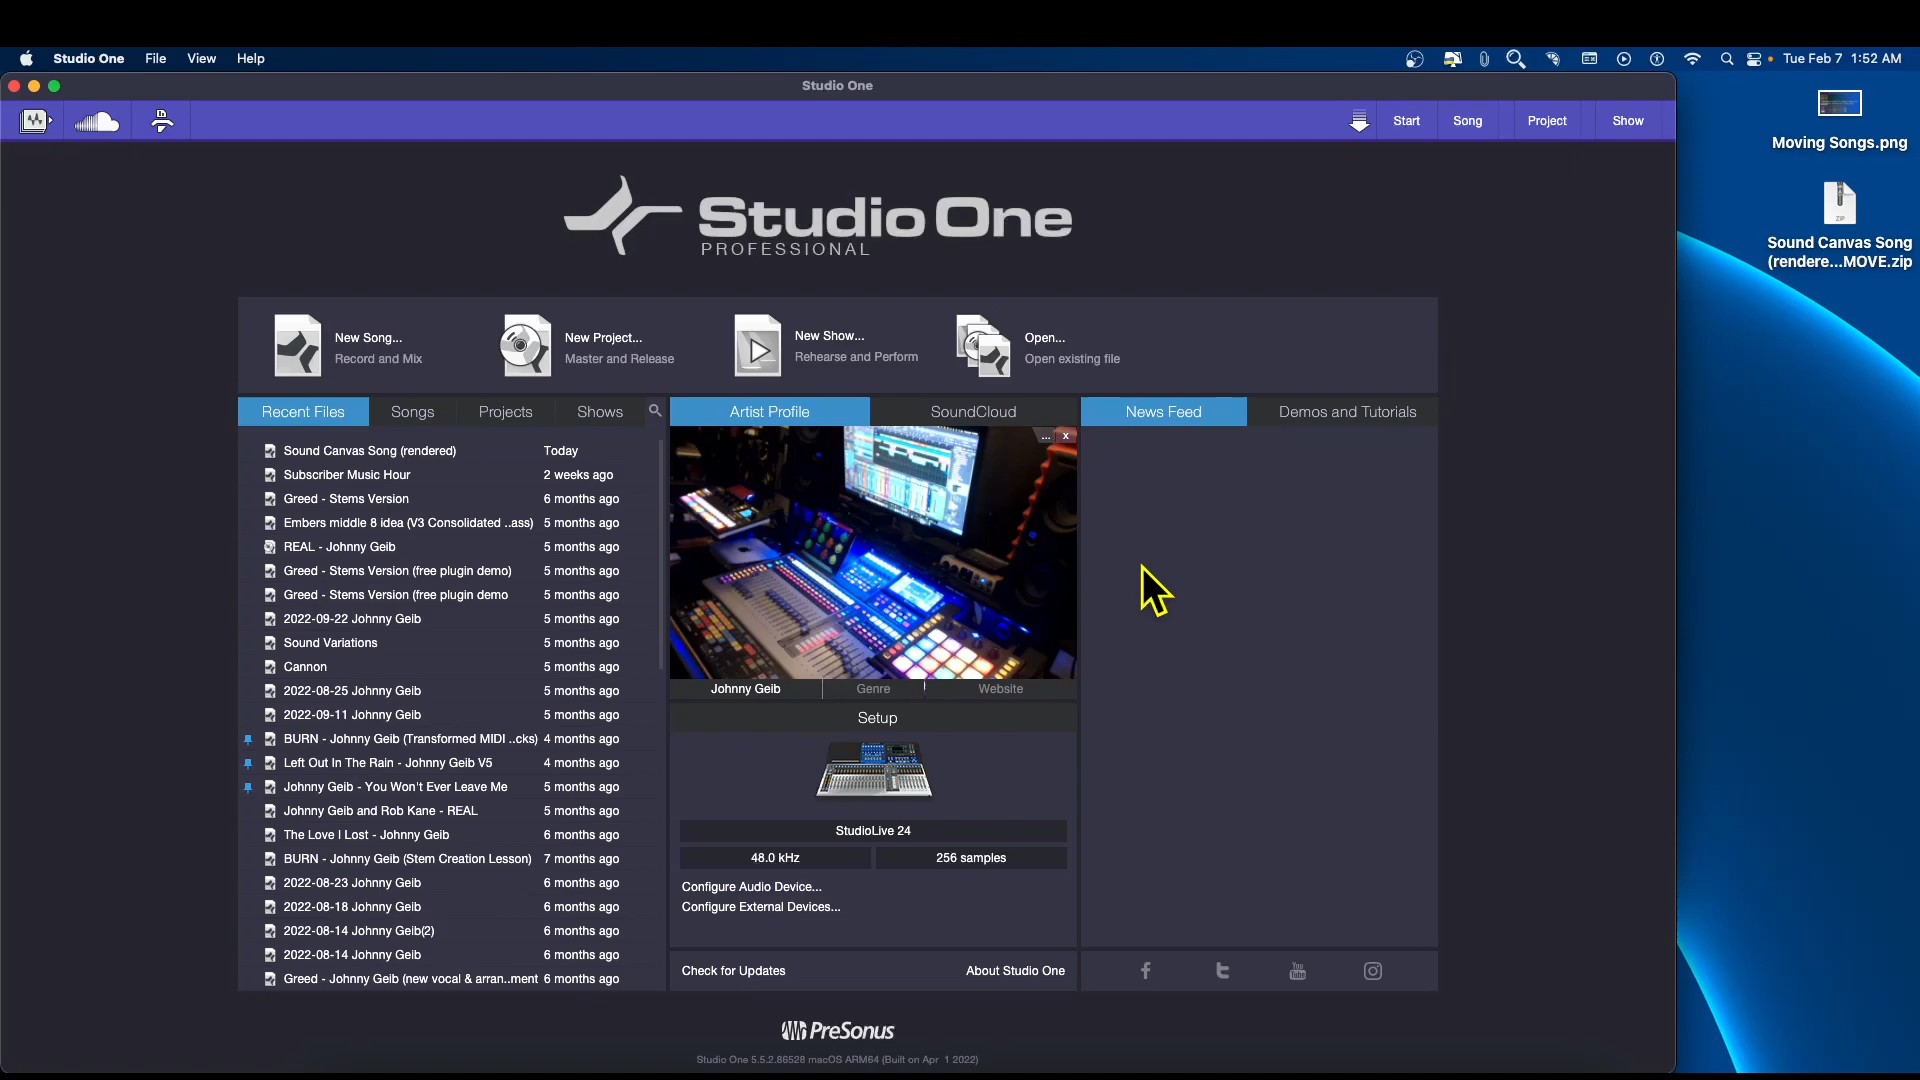 Studio One File View Help
Tue Feb 7 1:52 AM
Studio One
Start Song Project Show
Moving Songs.png
ZIP
Sound Canvas Song
(rendere...MOVE.zip
Studio One
PROFESSIONAL
New Song...
Record and Mix
New Project...
Master and Release
New Show...
Rehearse and Perform
Open...
Open existing file
Recent Files Songs Projects Shows
Artist Profile SoundCloud
News Feed Demos and Tutorials
Sound Canvas Song (rendered) Today
Subscriber Music Hour 2 weeks ago
Greed - Stems Version 6 months ago
Embers middle 8 idea (V3 Consolidated ..ass) 5 months ago
REAL - Johnny Geib 5 months ago
Greed - Stems Version (free plugin demo) 5 months ago
Greed - Stems Version (free plugin demo 5 months ago
2022-09-22 Johnny Geib 5 months ago
Sound Variations 5 months ago
Cannon 5 months ago
2022-08-25 Johnny Geib 5 months ago
2022-09-11 Johnny Geib 5 months ago
BURN - Johnny Geib (Transformed MIDI ..cks) 4 months ago
Left Out In The Rain - Johnny Geib V5 4 months ago
Johnny Geib - You Won't Ever Leave Me 5 months ago
Johnny Geib and Rob Kane - REAL 5 months ago
The Love I Lost - Johnny Geib 6 months ago
BURN - Johnny Geib (Stem Creation Lesson) 7 months ago
2022-08-23 Johnny Geib 6 months ago
2022-08-18 Johnny Geib 6 months ago
2022-08-14 Johnny Geib(2) 6 months ago
2022-08-14 Johnny Geib 6 months ago
Greed - Johnny Geib (new vocal & arran..ment 6 months ago
... x
Johnny Geib Genre Website
Setup
StudioLive 24
48.0 kHz 256 samples
Configure Audio Device...
Configure External Devices...
Check for Updates About Studio One
You Tube
PreSonus
Studio One 5.5.2.86528 macOS ARM64 (Built on Apr 1 2022)